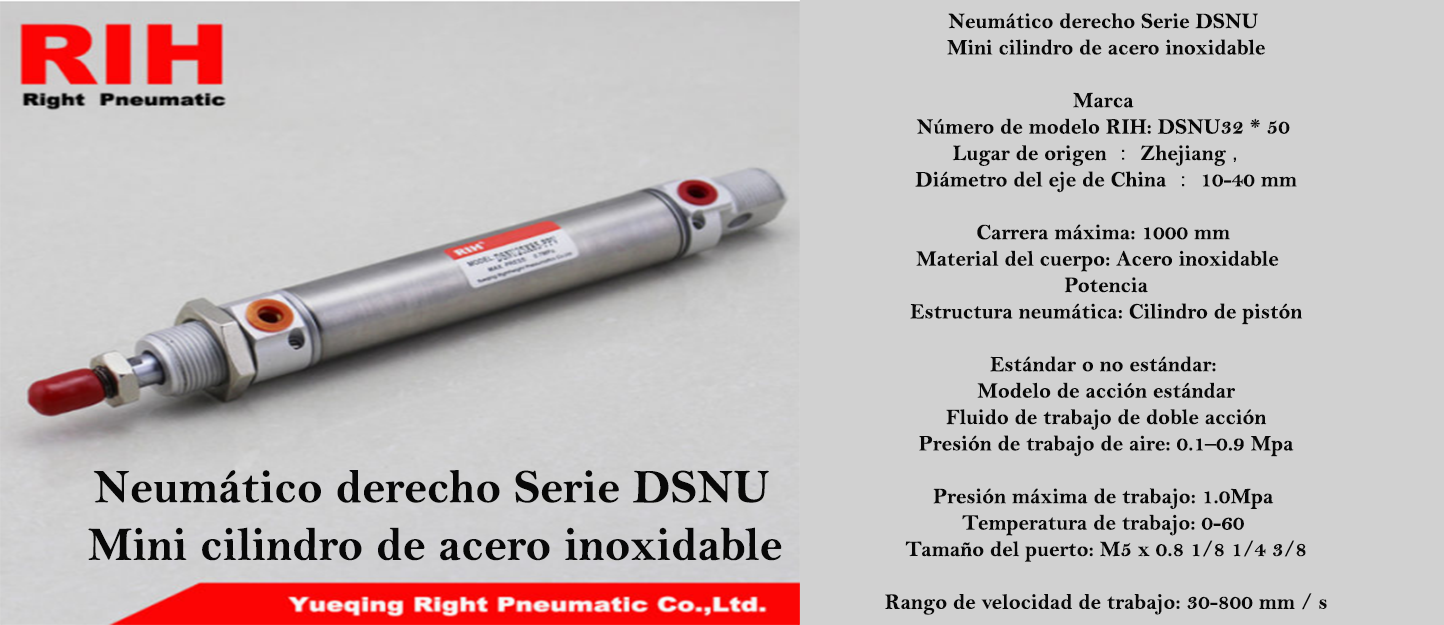 RIH
Right Pneumatic
RIH
MODEL
MAX.PRESS 0.7MPa
Neumático derecho Serie DSNU
Mini cilindro de acero inoxidable
Yueqing Right Pneumatic Co.,Ltd.
Neumático derecho Serie DSNU
Mini cilindro de acero inoxidable
Marca
Número de modelo RIH: DSNU32 * 50
Lugar de origen : Zhejiang ,
Diámetro del eje de China : 10-40 mm
Carrera máxima: 1000 mm
Material del cuerpo: Acero inoxidable
Potencia
Estructura neumática: Cilindro de pistón
Estándar o no estándar:
Modelo de acción estándar
Fluido de trabajo de doble acción
Presión de trabajo de aire: 0.1–0.9 Mpa
Presión máxima de trabajo: 1.0Mpa
Temperatura de trabajo: 0-60
Tamaño del puerto: M5 x 0.8 1/8 1/4 3/8
Rango de velocidad de trabajo: 30-800 mm / s